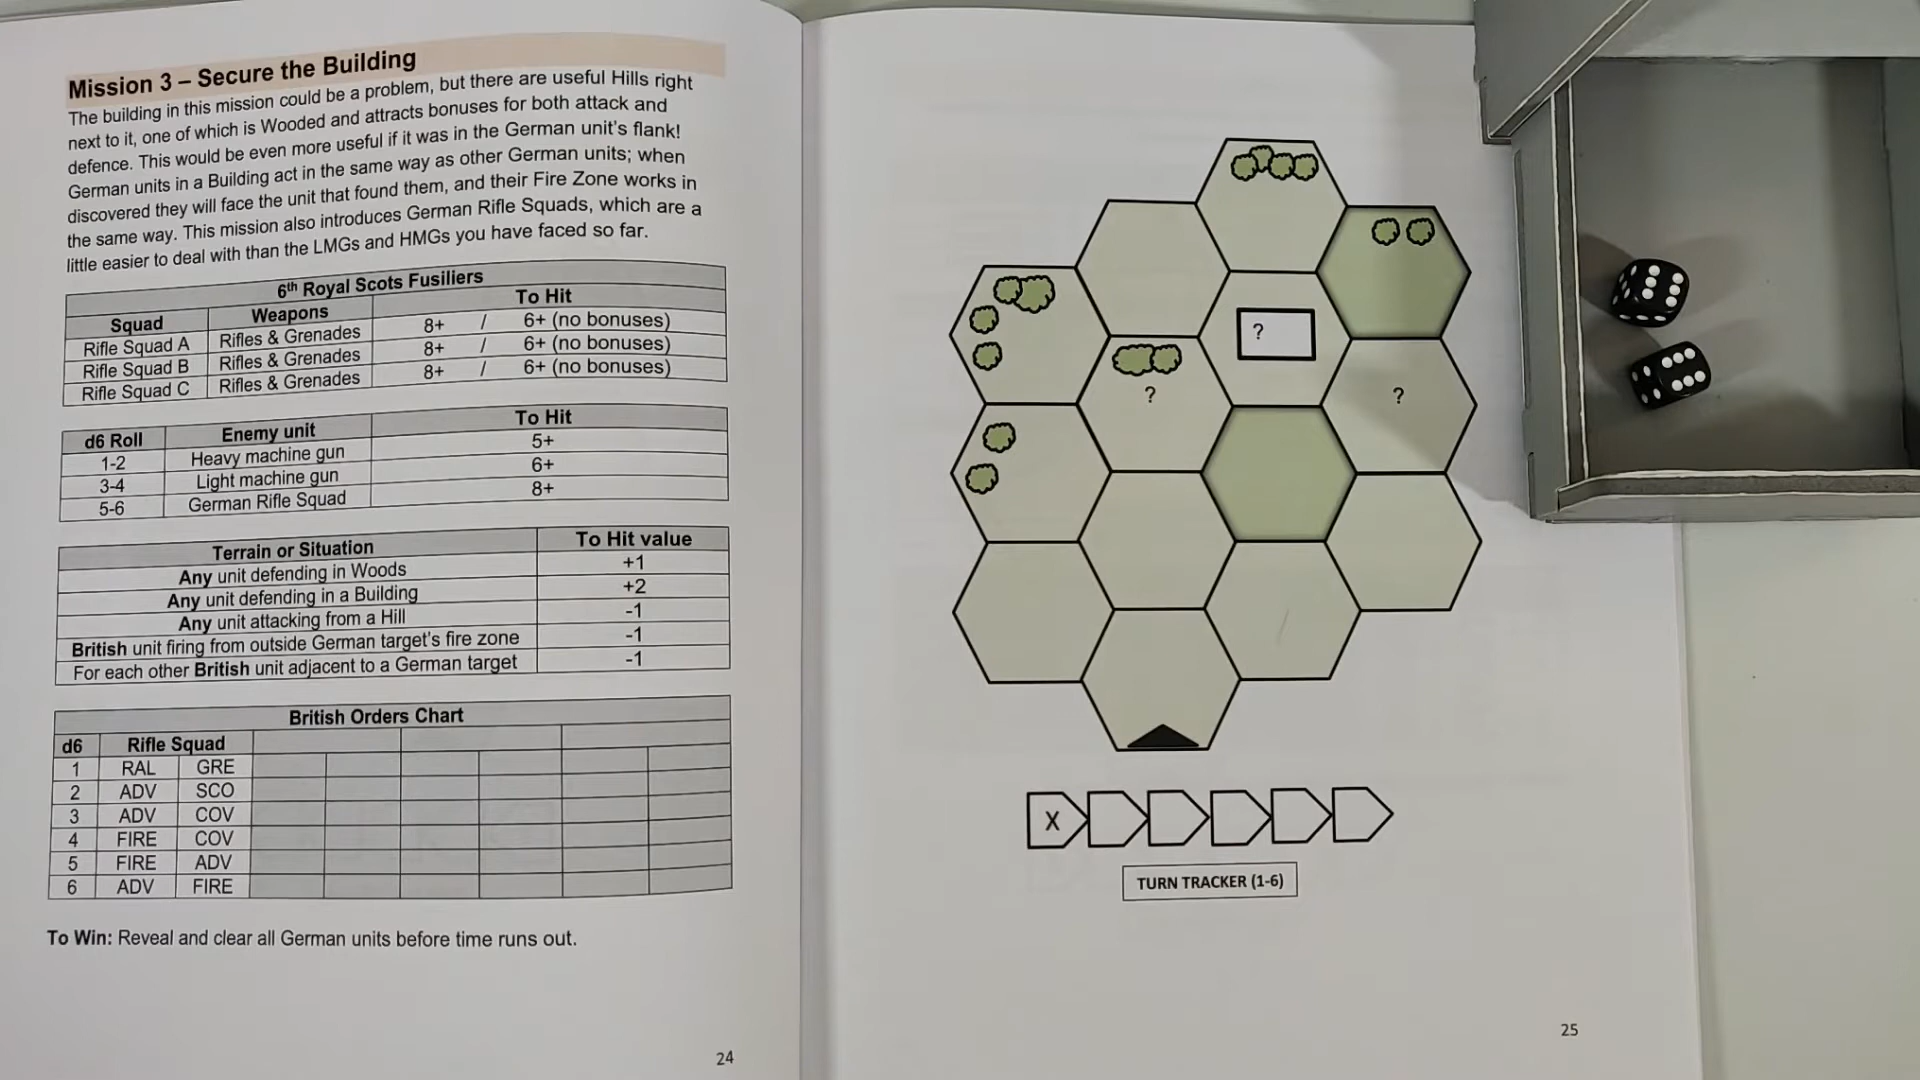 Mission 3 – Secure the Building
The building in this mission could be a problem, but there are useful Hills right
next to it, one of which is Wooded and attracts bonuses for both attack and
defence. This would be even more useful if it was in the German unit's flank!
German units in a Building act in the same way as other German units; when
discovered they will face the unit that found them, and their Fire Zone works in
the same way. This mission also introduces German Rifle Squads, which are a
little easier to deal with than the LMGs and HMGs you have faced so far.
6th Royal Scots Fusiliers
Squad Weapons To Hit
Rifle Squad A Rifles & Grenades 8+ / 6+ (no bonuses)
Rifle Squad B Rifles & Grenades 8+ / 6+ (no bonuses)
Rifle Squad C Rifles & Grenades 8+ / 6+ (no bonuses)
d6 Roll Enemy unit To Hit
1-2 Heavy machine gun 5+
3-4 Light machine gun 6+
5-6 German Rifle Squad 8+
Terrain or Situation To Hit value
Any unit defending in Woods +1
Any unit defending in a Building +2
Any unit attacking from a Hill -1
British unit firing from outside German target's fire zone -1
For each other British unit adjacent to a German target -1
British Orders Chart
d6 Rifle Squad
1 RAL GRE
2 ADV SCO
3 ADV COV
4 FIRE COV
5 FIRE ADV
6 ADV FIRE
To Win: Reveal and clear all German units before time runs out.
24
?
?
?
X
TURN TRACKER (1-6)
25